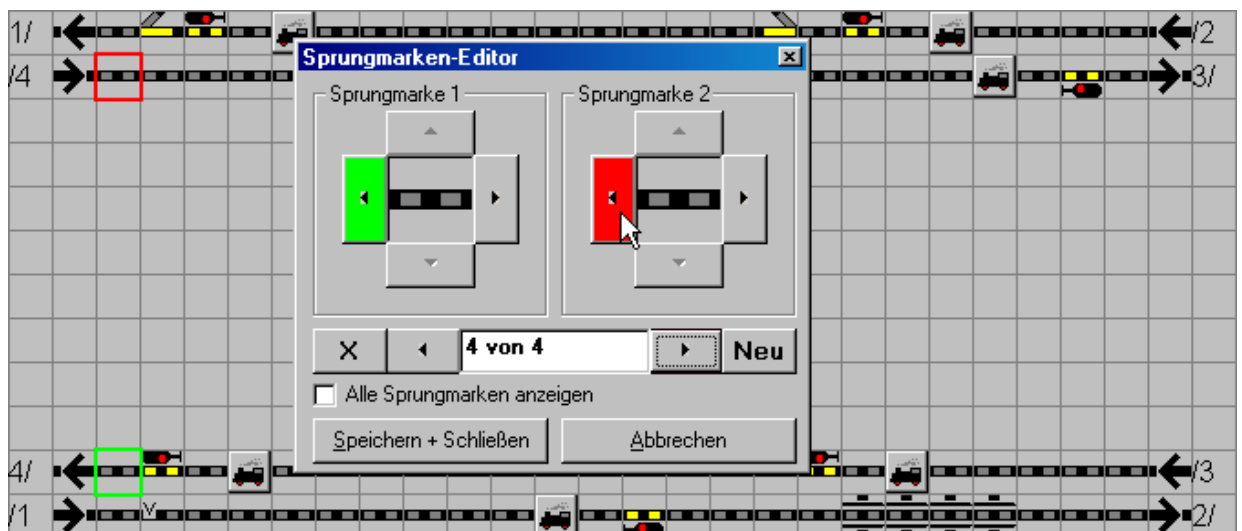 1/
/2
Sprungmarken-Editor
/4
3/
Sprungmarke 1
Sprungmarke 2
X
4 von 4
Neu
Alle Sprungmarken anzeigen
Speichern + Schließen
Abbrechen
4/
/3
/1
2/